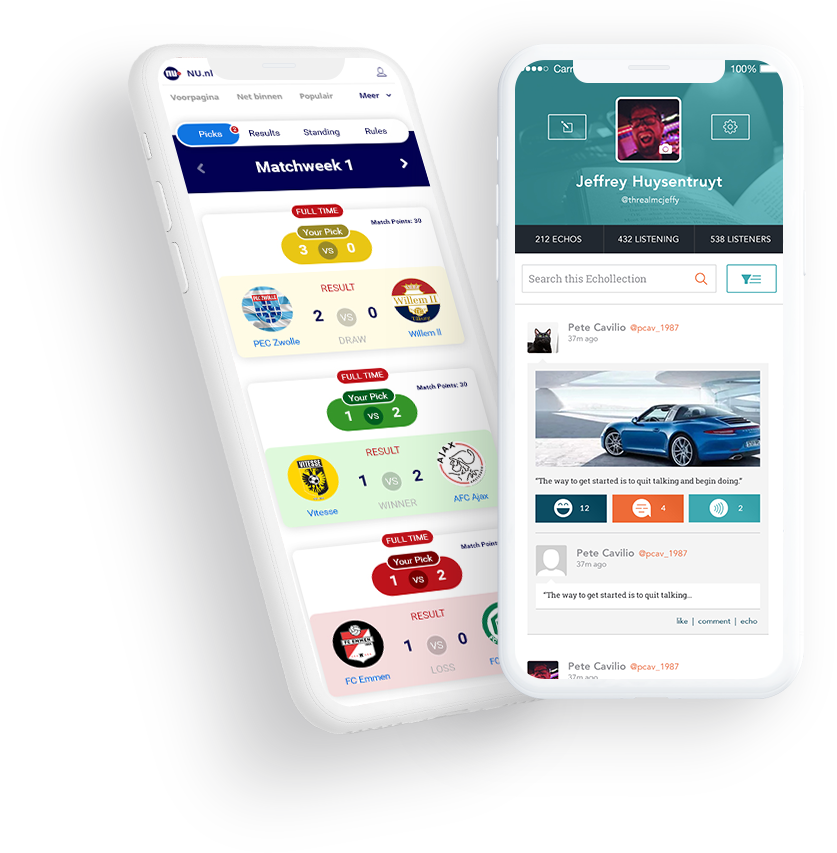 nu NU.nl
Voorpagina Net binnen Populair Meer
Picks 2 Results Standing Rules
Matchweek 1
FULL TIME
Match Points: 30
Your Pick
3 VS 0
RESULT
PEC ZWOLLE
Willem II
2 VS 0
PEC Zwolle DRAW Willem II
FULL TIME
Match Points: 30
Your Pick
1 VS 2
RESULT
VITESSE
AJAX
1 VS 2
Vitesse WINNER AFC Ajax
FULL TIME
Match Points
Your Pick
1 VS 2
RESULT
FC EMMEN
1 VS 0
FC Emmen LOSS FC
Carr 100%
Jeffrey Huysentruyt
@threalmcjeffy
212 ECHOS 432 LISTENING 538 LISTENERS
Search this Echollection
Pete Cavilio @pcav_1987
37m ago
"The way to get started is to quit talking and begin doing."
12 4 2
Pete Cavilio @pcav_1987
37m ago
"The way to get started is to quit talking...
like | comment | echo
Pete Cavilio @pcav_1987
37m ago